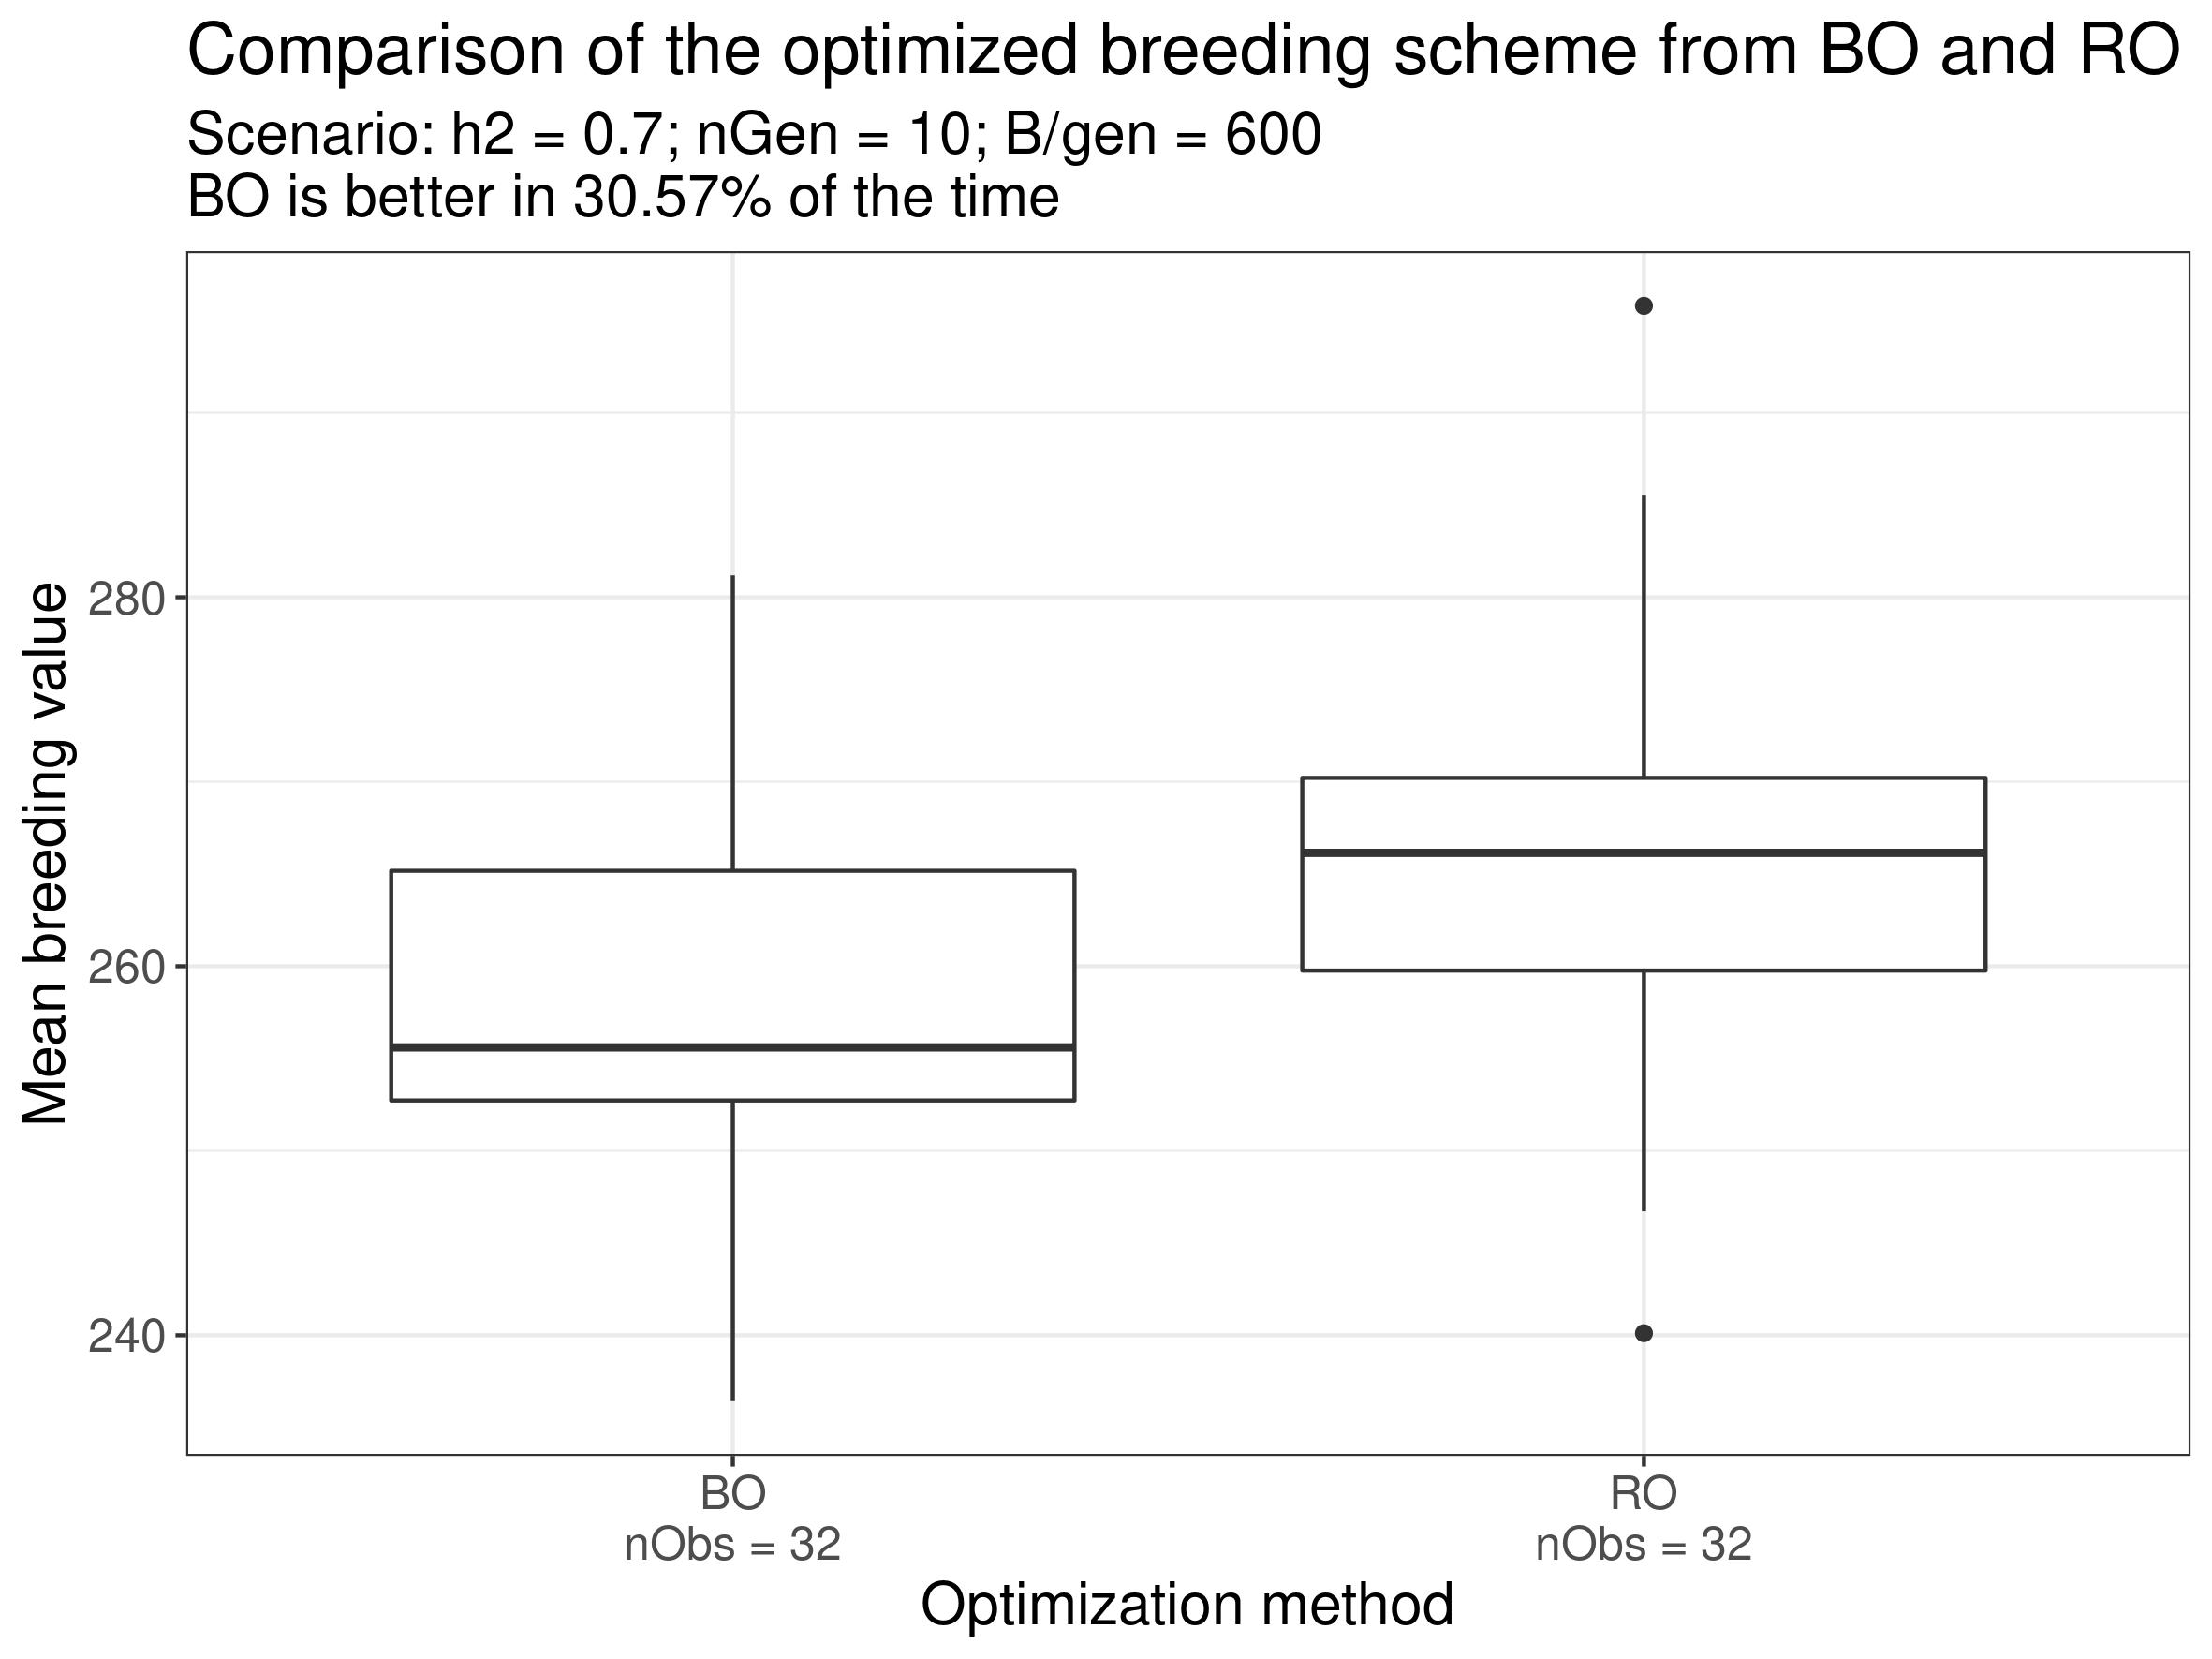 Comparison of the optimized breeding scheme from BO and RO
Scenario: h2 = 0.7; nGen = 10; B/gen = 600
BO is better in 30.57% of the time
Mean breeding value
280
260
240
BO
nObs = 32
RO
nObs = 32
Optimization method